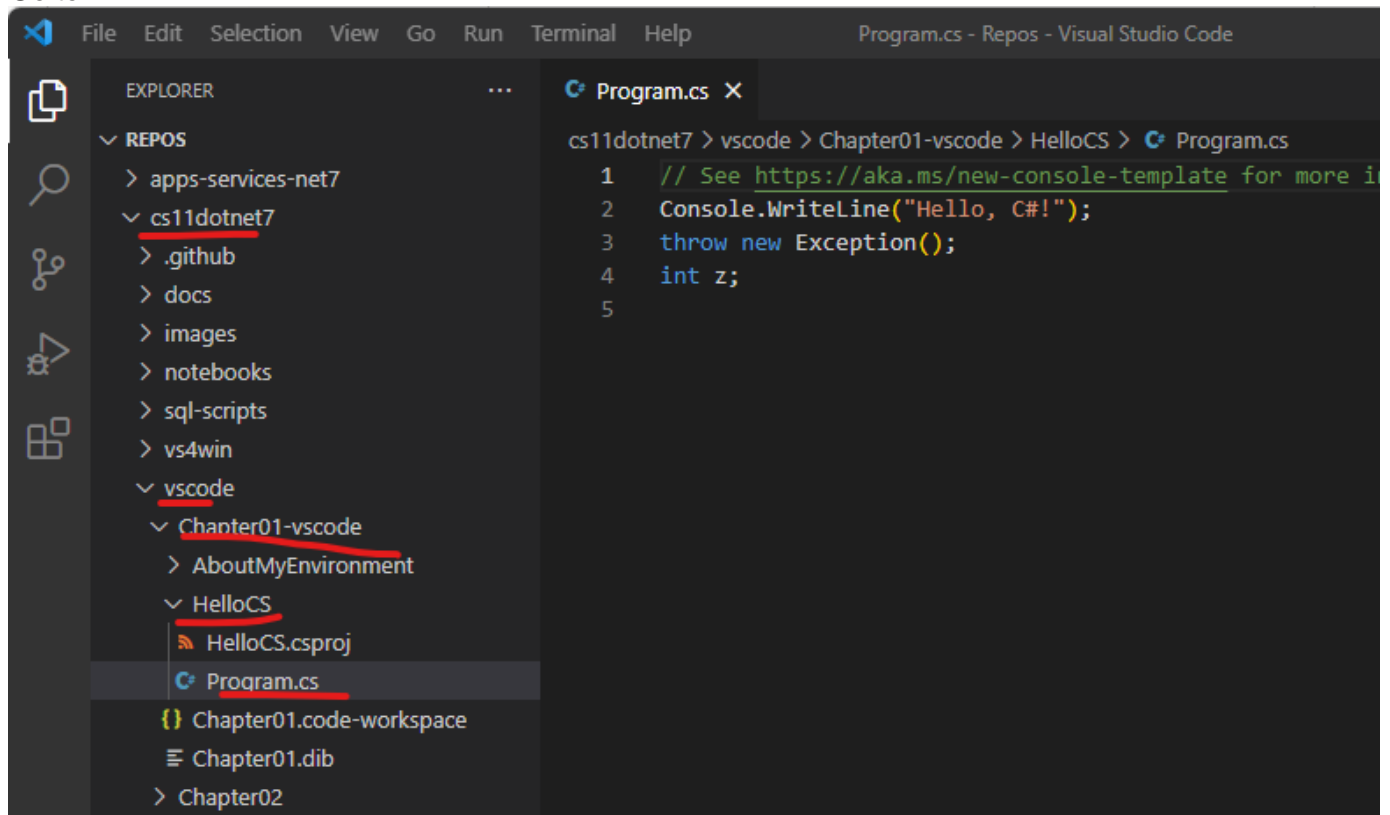 File Edit Selection View Go Run Terminal Help Program.cs - Repos - Visual Studio Code
EXPLORER ...
REPOS
apps-services-net7
cs11dotnet7
.github
docs
images
notebooks
sql-scripts
vs4win
vscode
Chapter01-vscode
AboutMyEnvironment
HelloCS
HelloCS.csproj
C# Program.cs
{} Chapter01.code-workspace
Chapter01.dib
Chapter02
C# Program.cs
cs11dotnet7 > vscode > Chapter01-vscode > HelloCS > C# Program.cs
1 // See https://aka.ms/new-console-template for more
2 Console.WriteLine("Hello, C#!");
3 throw new Exception();
4 int z;
5